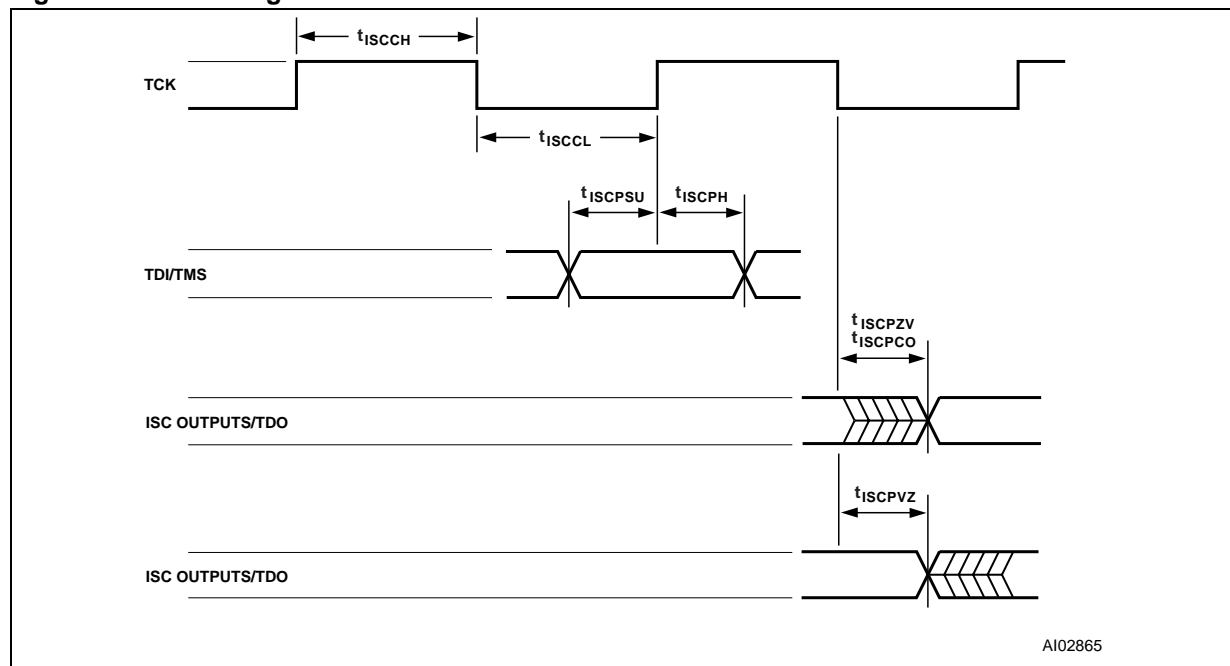 tISCCH
TCK
tISCCL
tISCPSU
tISCPH
TDI/TMS
tISCPZV
tISCPCO
ISC OUTPUTS/TDO
tISCPVZ
ISC OUTPUTS/TDO
AI02865